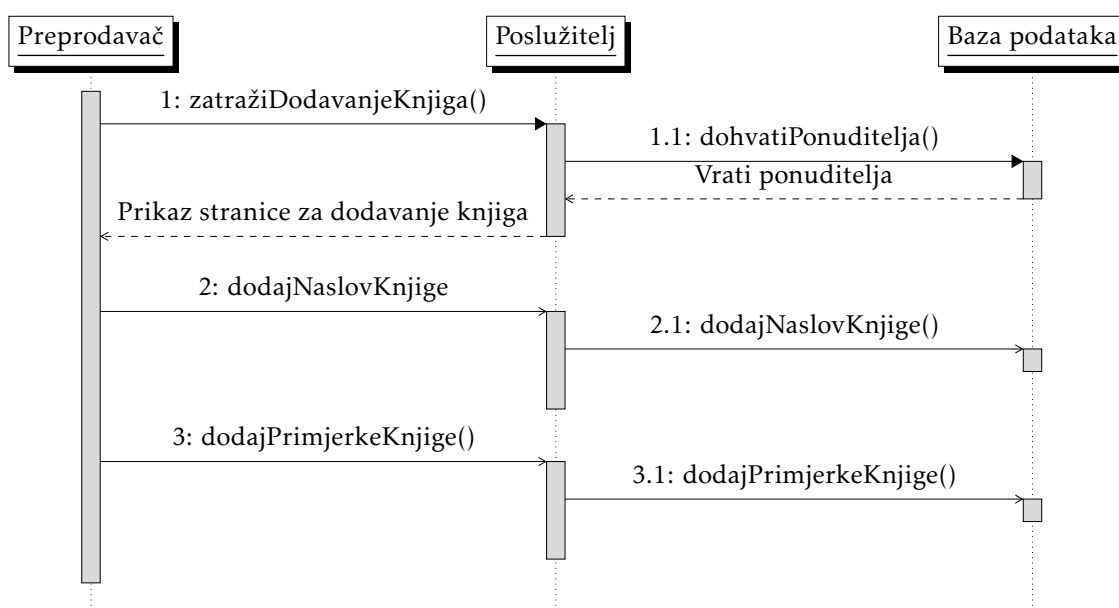 Preprodavač
Poslužitelj
Baza podataka
1: zatražiDodavanjeKnjiga()
1.1: dohvatiPonuditelja()
Vrati ponuditelja
Prikaz stranice za dodavanje knjiga
2: dodajNaslovKnjige
2.1: dodajNaslovKnjige()
3: dodajPrimjerkeKnjige()
3.1: dodajPrimjerkeKnjige()